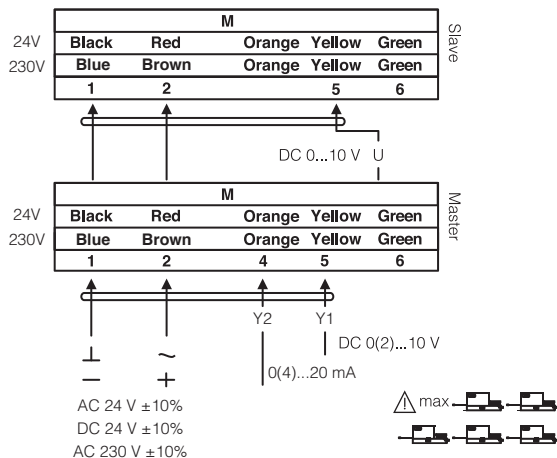 M
24V Black Red Orange Yellow Green
230V Blue Brown Orange Yellow Green
1 2 5 6
Slave
DC 0...10 V U
M
24V Black Red Orange Yellow Green
230V Blue Brown Orange Yellow Green
1 2 4 5 6
Master
Y2 Y1
DC 0(2)...10 V
⊥ ~
− +
0(4)...20 mA
AC 24 V ±10%
DC 24 V ±10%
AC 230 V ±10%
max